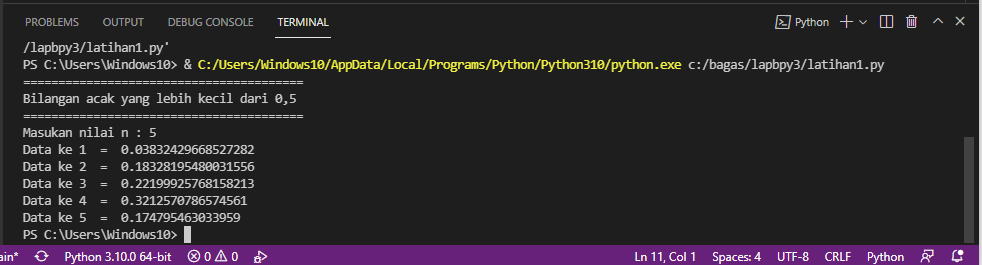 PROBLEMS OUTPUT DEBUG CONSOLE TERMINAL Python
/lapbpy3/latihan1.py'
PS C:\Users\Windows10> & C:/Users/Windows10/AppData/Local/Programs/Python/Python310/python.exe c:/bagas/lapbpy3/latihan1.py
========================================
Bilangan acak yang lebih kecil dari 0,5
========================================
Masukan nilai n : 5
Data ke 1  =  0.03832429668527282
Data ke 2  =  0.18328195480031556
Data ke 3  =  0.22199925768158213
Data ke 4  =  0.3212570786574561
Data ke 5  =  0.174795463033959
PS C:\Users\Windows10>
ain* Python 3.10.0 64-bit 0 0 Ln 11, Col 1 Spaces: 4 UTF-8 CRLF Python